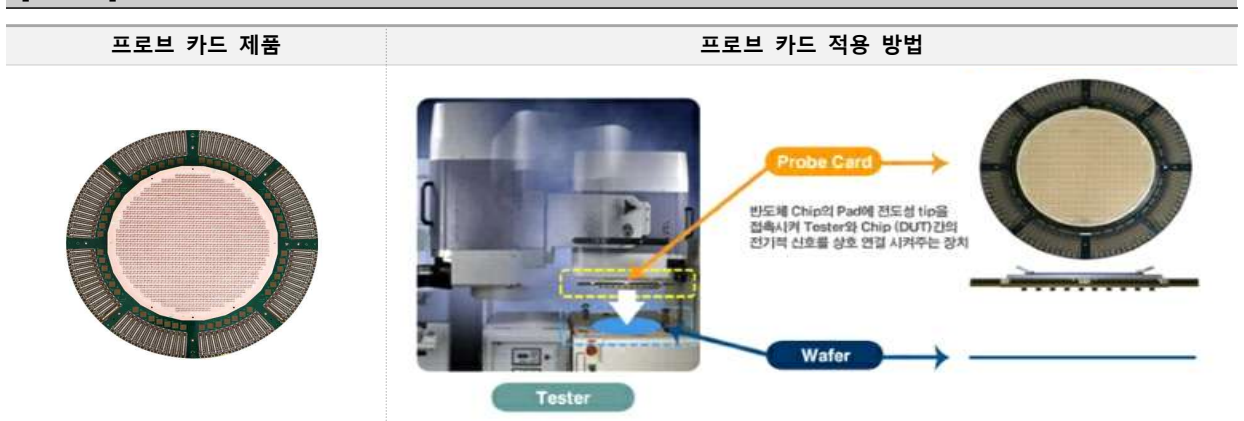 프로브 카드 제품
프로브 카드 적용 방법
Probe Card
반도체 Chip의 Pad에 전도성 tip을
접촉시켜 Tester와 Chip (DUT)간의
전기적 신호를 상호 연결 시켜주는 장치
Wafer
Tester